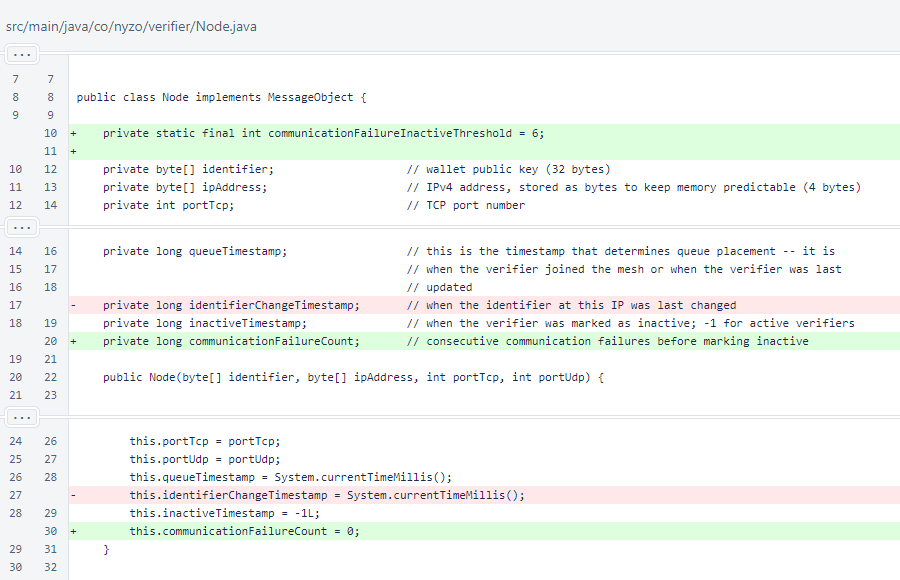 src/main/java/co/nyzo/verifier/Node.java
...
7 7
8 8 public class Node implements MessageObject {
9 9
10 + private static final int communicationFailureInactiveThreshold = 6;
11 +
10 12 private byte[] identifier; // wallet public key (32 bytes)
11 13 private byte[] ipAddress; // IPv4 address, stored as bytes to keep memory predictable (4 bytes)
12 14 private int portTcp; // TCP port number
...
14 16 private long queueTimestamp; // this is the timestamp that determines queue placement -- it is
15 17 // when the verifier joined the mesh or when the verifier was last
16 18 // updated
17 - private long identifierChangeTimestamp; // when the identifier at this IP was last changed
18 19 private long inactiveTimestamp; // when the verifier was marked as inactive; -1 for active verifiers
20 + private long communicationFailureCount; // consecutive communication failures before marking inactive
19 21
20 22 public Node(byte[] identifier, byte[] ipAddress, int portTcp, int portUdp) {
21 23
...
24 26 this.portTcp = portTcp;
25 27 this.portUdp = portUdp;
26 28 this.queueTimestamp = System.currentTimeMillis();
27 - this.identifierChangeTimestamp = System.currentTimeMillis();
28 29 this.inactiveTimestamp = -1L;
30 + this.communicationFailureCount = 0;
29 31 }
30 32